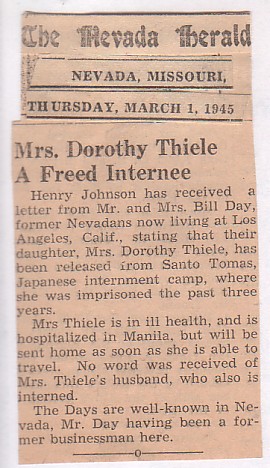 The Nevada Herald
NEVADA, MISSOURI,
THURSDAY, MARCH 1, 1945
Mrs. Dorothy Thiele
A Freed Internee
Henry Johnson has received a
letter from Mr. and Mrs. Bill Day,
former Nevadans now living at Los
Angeles, Calif., stating that their
daughter, Mrs. Dorothy Thiele, has
been released from Santo Tomas,
Japanese internment camp, where
she was imprisoned the past three
years.
Mrs Thiele is in ill health, and is
hospitalized in Manila, but will be
sent home as soon as she is able to
travel. No word was received of
Mrs. Thiele's husband, who also is
interned.
The Days are well-known in Ne-
vada, Mr. Day having been a for-
mer businessman here.